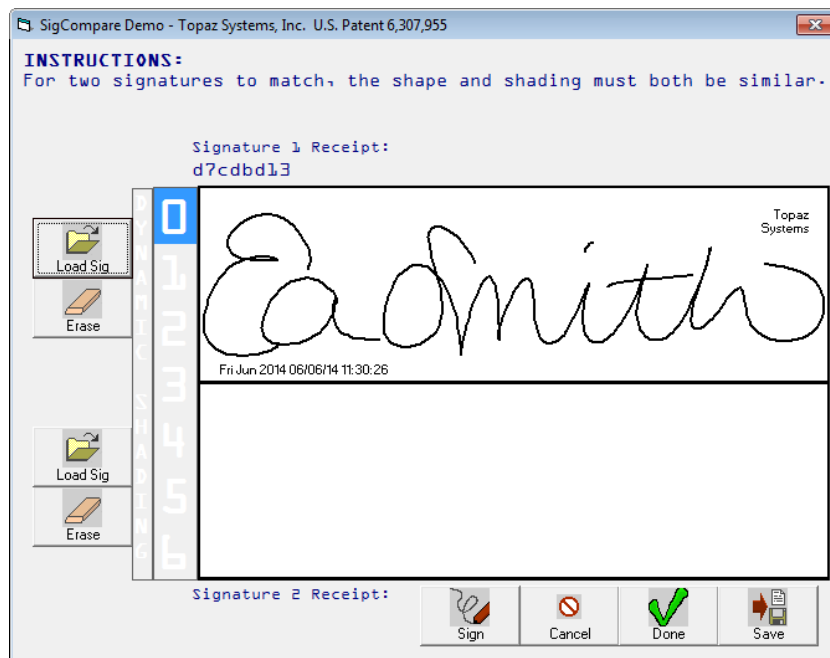 SigCompare Demo - Topaz Systems, Inc. U.S. Patent 6,307,955
INSTRUCTIONS:
For two signatures to match, the shape and shading must both be similar.
Signature 1 Receipt:
d7cdbd13
DYNAMIC SHADING
0
1
2
3
4
5
6
Load Sig
Erase
Topaz
Systems
EaSmith
Fri Jun 2014 06/06/14 11:30:26
Load Sig
Erase
Signature 2 Receipt:
Sign
Cancel
Done
Save